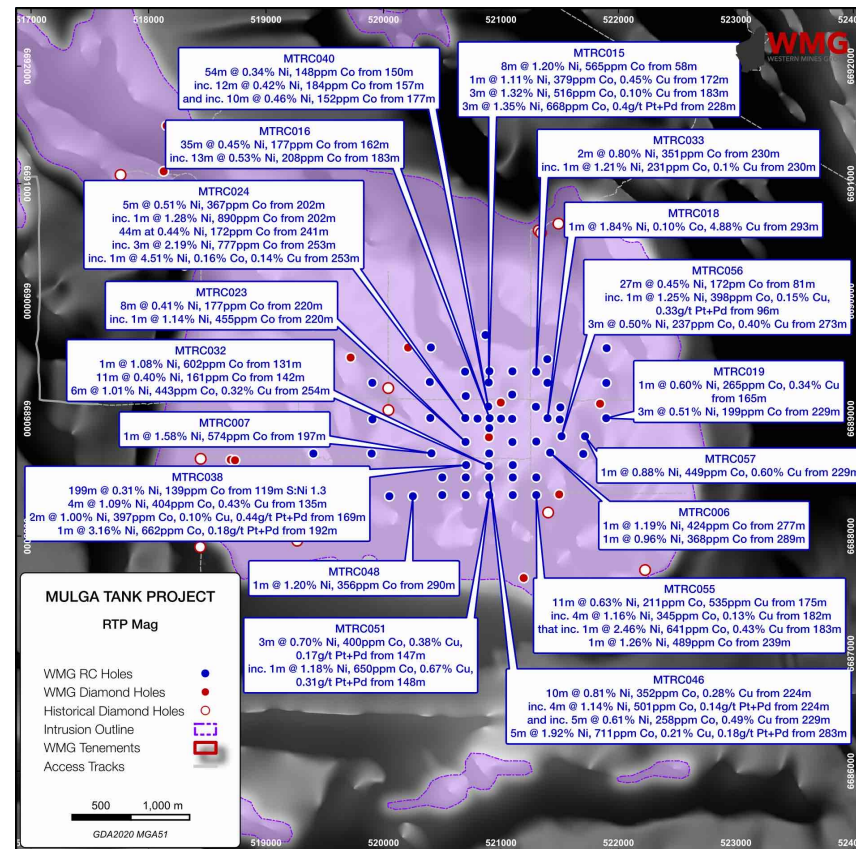 517000
518000
519000
520000
521000
522000
523000
WMG
WESTERN MINES
6692000
6692000
6691000
6691000
6690000
6689000
6689000
6688000
6687000
6686000
MTRC040
54m @ 0.34% Ni, 148ppm Co from 150m
inc. 12m @ 0.42% Ni, 184ppm Co from 157m
and inc. 10m @ 0.46% Ni, 152ppm Co from 177m
MTRC015
8m @ 1.20% Ni, 565ppm Co from 58m
1m @ 1.11% Ni, 379ppm Co, 0.45% Cu from 172m
3m @ 1.32% Ni, 516ppm Co, 0.10% Cu from 183m
3m @ 1.35% Ni, 668ppm Co, 0.4g/t Pt+Pd from 228m
MTRC016
35m @ 0.45% Ni, 177ppm Co from 162m
inc. 13m @ 0.53% Ni, 208ppm Co from 183m
MTRC033
2m @ 0.80% Ni, 351ppm Co from 230m
inc. 1m @ 1.21% Ni, 231ppm Co, 0.1% Cu from 230m
MTRC024
5m @ 0.51% Ni, 367ppm Co from 202m
inc. 1m @ 1.28% Ni, 890ppm Co from 202m
44m at 0.44% Ni, 172ppm Co from 241m
inc. 3m @ 2.19% Ni, 777ppm Co from 253m
inc. 1m @ 4.51% Ni, 0.16% Co, 0.14% Cu from 253m
MTRC018
1m @ 1.84% Ni, 0.10% Co, 4.88% Cu from 293m
MTRC056
27m @ 0.45% Ni, 172pm Co from 81m
inc. 1m @ 1.25% Ni, 398ppm Co, 0.15% Cu,
0.33g/t Pt+Pd from 96m
3m @ 0.50% Ni, 237ppm Co, 0.40% Cu from 273m
MTRC023
8m @ 0.41% Ni, 177ppm Co from 220m
inc. 1m @ 1.14% Ni, 455ppm Co from 220m
MTRC032
1m @ 1.08% Ni, 602ppm Co from 131m
11m @ 0.40% Ni, 161ppm Co from 142m
6m @ 1.01% Ni, 443ppm Co, 0.32% Cu from 254m
MTRC019
1m @ 0.60% Ni, 265ppm Co, 0.34% Cu
from 165m
3m @ 0.51% Ni, 199ppm Co from 229m
MTRC007
1m @ 1.58% Ni, 574ppm Co from 197m
MTRC057
1m @ 0.88% Ni, 449ppm Co, 0.60% Cu from 229m
MTRC038
199m @ 0.31% Ni, 139ppm Co from 119m S:Ni 1.3
4m @ 1.09% Ni, 404ppm Co, 0.43% Cu from 135m
2m @ 1.00% Ni, 397ppm Co, 0.10% Cu, 0.44g/t Pt+Pd from 169m
1m @ 3.16% Ni, 662ppm Co, 0.18g/t Pt+Pd from 192m
MTRC006
1m @ 1.19% Ni, 424ppm Co from 277m
1m @ 0.96% Ni, 368ppm Co from 289m
MTRC048
1m @ 1.20% Ni, 356ppm Co from 290m
MTRC055
11m @ 0.63% Ni, 211ppm Co, 535ppm Cu from 175m
inc. 4m @ 1.16% Ni, 345ppm Co, 0.13% Cu from 182m
that inc. 1m @ 2.46% Ni, 641ppm Co, 0.43% Cu from 183m
1m @ 1.26% Ni, 489ppm Co from 239m
MTRC051
3m @ 0.70% Ni, 400ppm Co, 0.38% Cu,
0.17g/t Pt+Pd from 147m
inc. 1m @ 1.18% Ni, 650ppm Co, 0.67% Cu,
0.31g/t Pt+Pd from 148m
MTRC046
10m @ 0.81% Ni, 352ppm Co, 0.28% Cu from 224m
inc. 4m @ 1.14% Ni, 501ppm Co, 0.14g/t Pt+Pd from 224m
and inc. 5m @ 0.61% Ni, 258ppm Co, 0.49% Cu from 229m
5m @ 1.92% Ni, 711ppm Co, 0.21% Cu, 0.18g/t Pt+Pd from 283m
MULGA TANK PROJECT
RTP Mag
WMG RC Holes
WMG Diamond Holes
Historical Diamond Holes
Intrusion Outline
WMG Tenements
Access Tracks
500 1,000 m
GDA2020 MGA51
519000
520000
521000
522000
523000